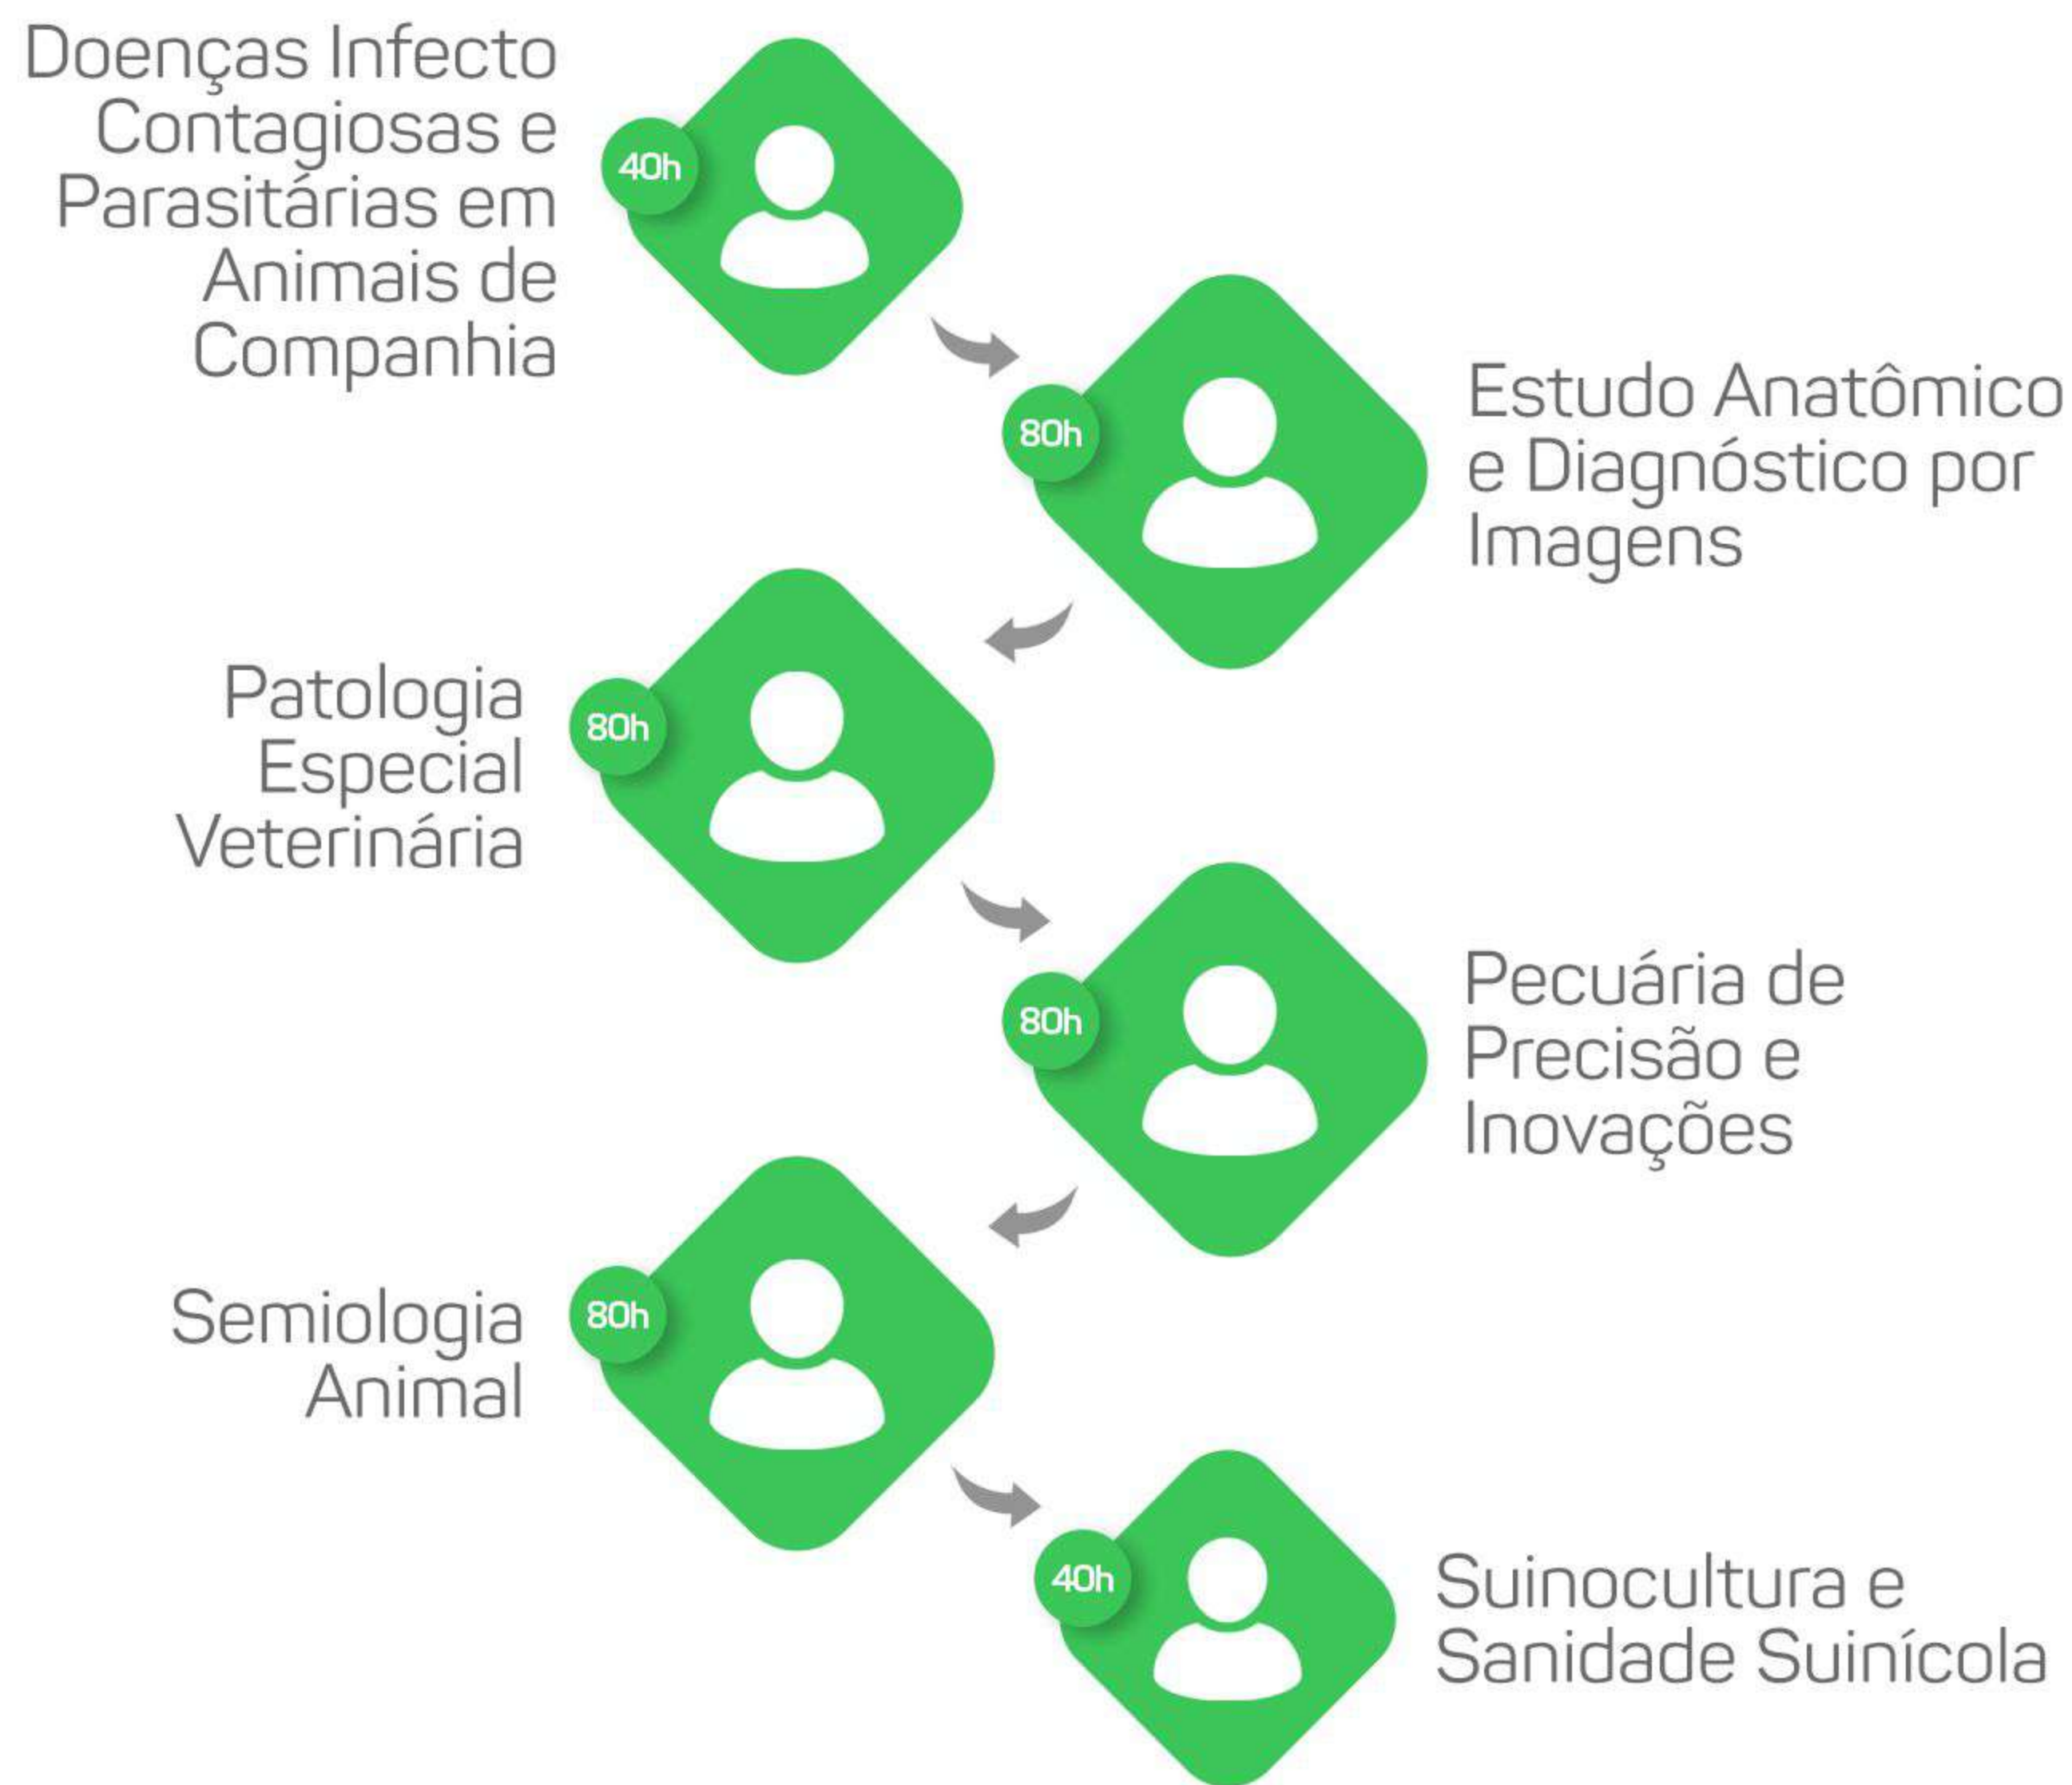 Doenças Infecto
Contagiosas e
Parasitárias em
Animais de
Companhia
40h
80h
Estudo Anatômico
e Diagnóstico por
Imagens
Patologia
Especial
Veterinária
80h
80h
Pecuária de
Precisão e
Inovações
Semiologia
Animal
80h
40h
Suinocultura e
Sanidade Suinícola